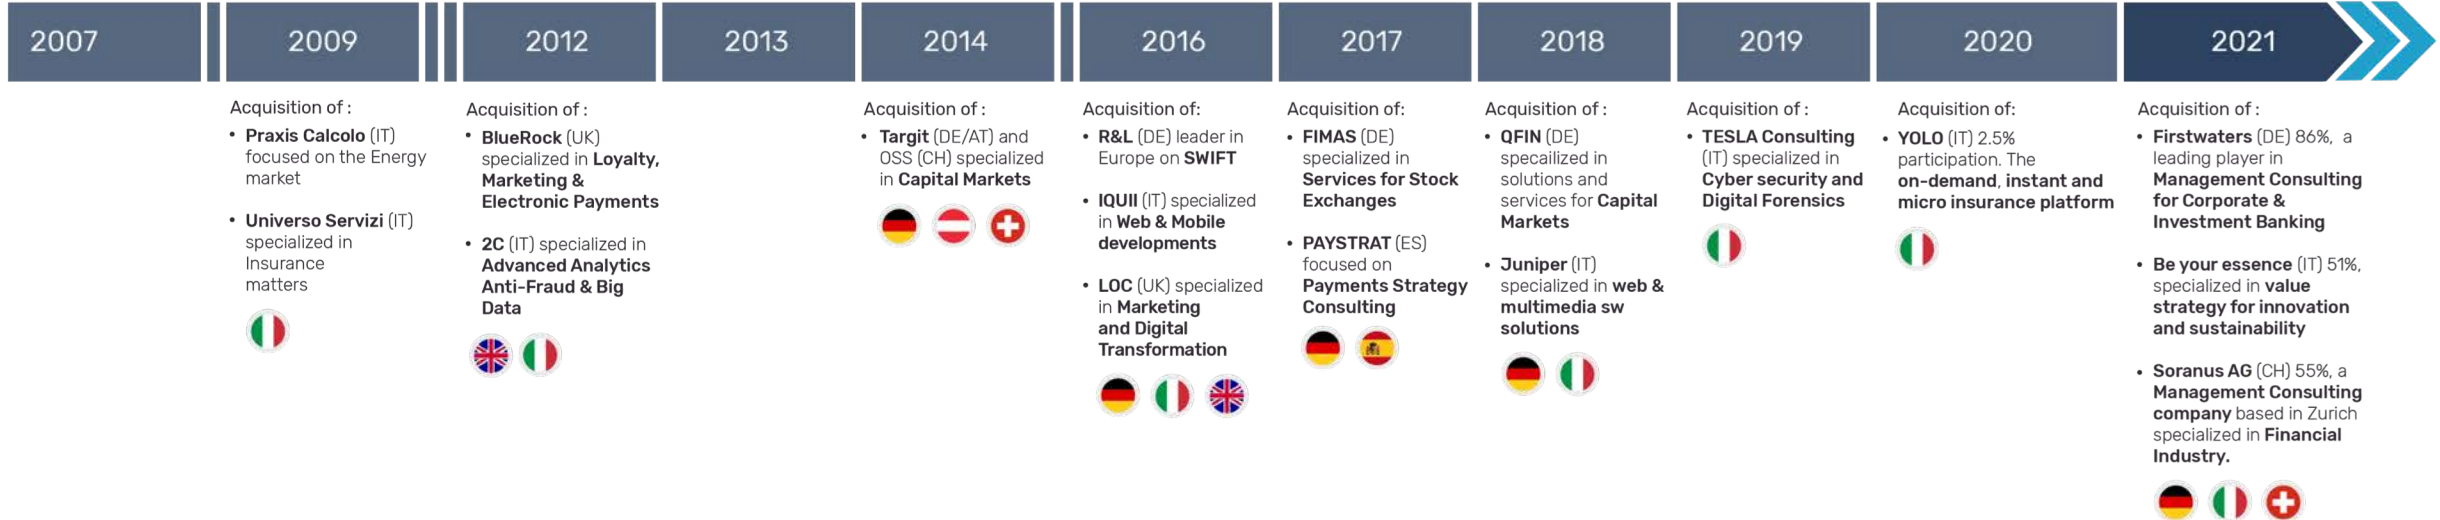 2007
2009
2012
2013
2014
2016
2017
2018
2019
2020
2021
Acquisition of :
• Praxis Calcolo (IT)
focused on the Energy
market
• Universo Servizi (IT)
specialized in
Insurance
matters
Acquisition of :
• BlueRock (UK)
specialized in Loyalty,
Marketing &
Electronic Payments
• 2C (IT) specialized in
Advanced Analytics
Anti-Fraud & Big
Data
Acquisition of :
• Targit (DE/AT) and
OSS (CH) specialized
in Capital Markets
Acquisition of:
• R&L (DE) leader in
Europe on SWIFT
• IQUII (IT) specialized
in Web & Mobile
developments
• LOC (UK) specialized
in Marketing
and Digital
Transformation
Acquisition of:
• FIMAS (DE)
specialized in
Services for Stock
Exchanges
• PAYSTRAT (ES)
focused on
Payments Strategy
Consulting
Acquisition of :
• QFIN (DE)
specailized in
solutions and
services for Capital
Markets
• Juniper (IT)
specialized in web &
multimedia sw
solutions
Acquisition of :
• TESLA Consulting
(IT) specialized in
Cyber security and
Digital Forensics
Acquisition of:
• YOLO (IT) 2.5%
participation. The
on-demand, instant and
micro insurance platform
Acquisition of :
• Firstwaters (DE) 86%, a
leading player in
Management Consulting
for Corporate &
Investment Banking
• Be your essence (IT) 51%,
specialized in value
strategy for innovation
and sustainability
• Soranus AG (CH) 55%, a
Management Consulting
company based in Zurich
specialized in Financial
Industry.